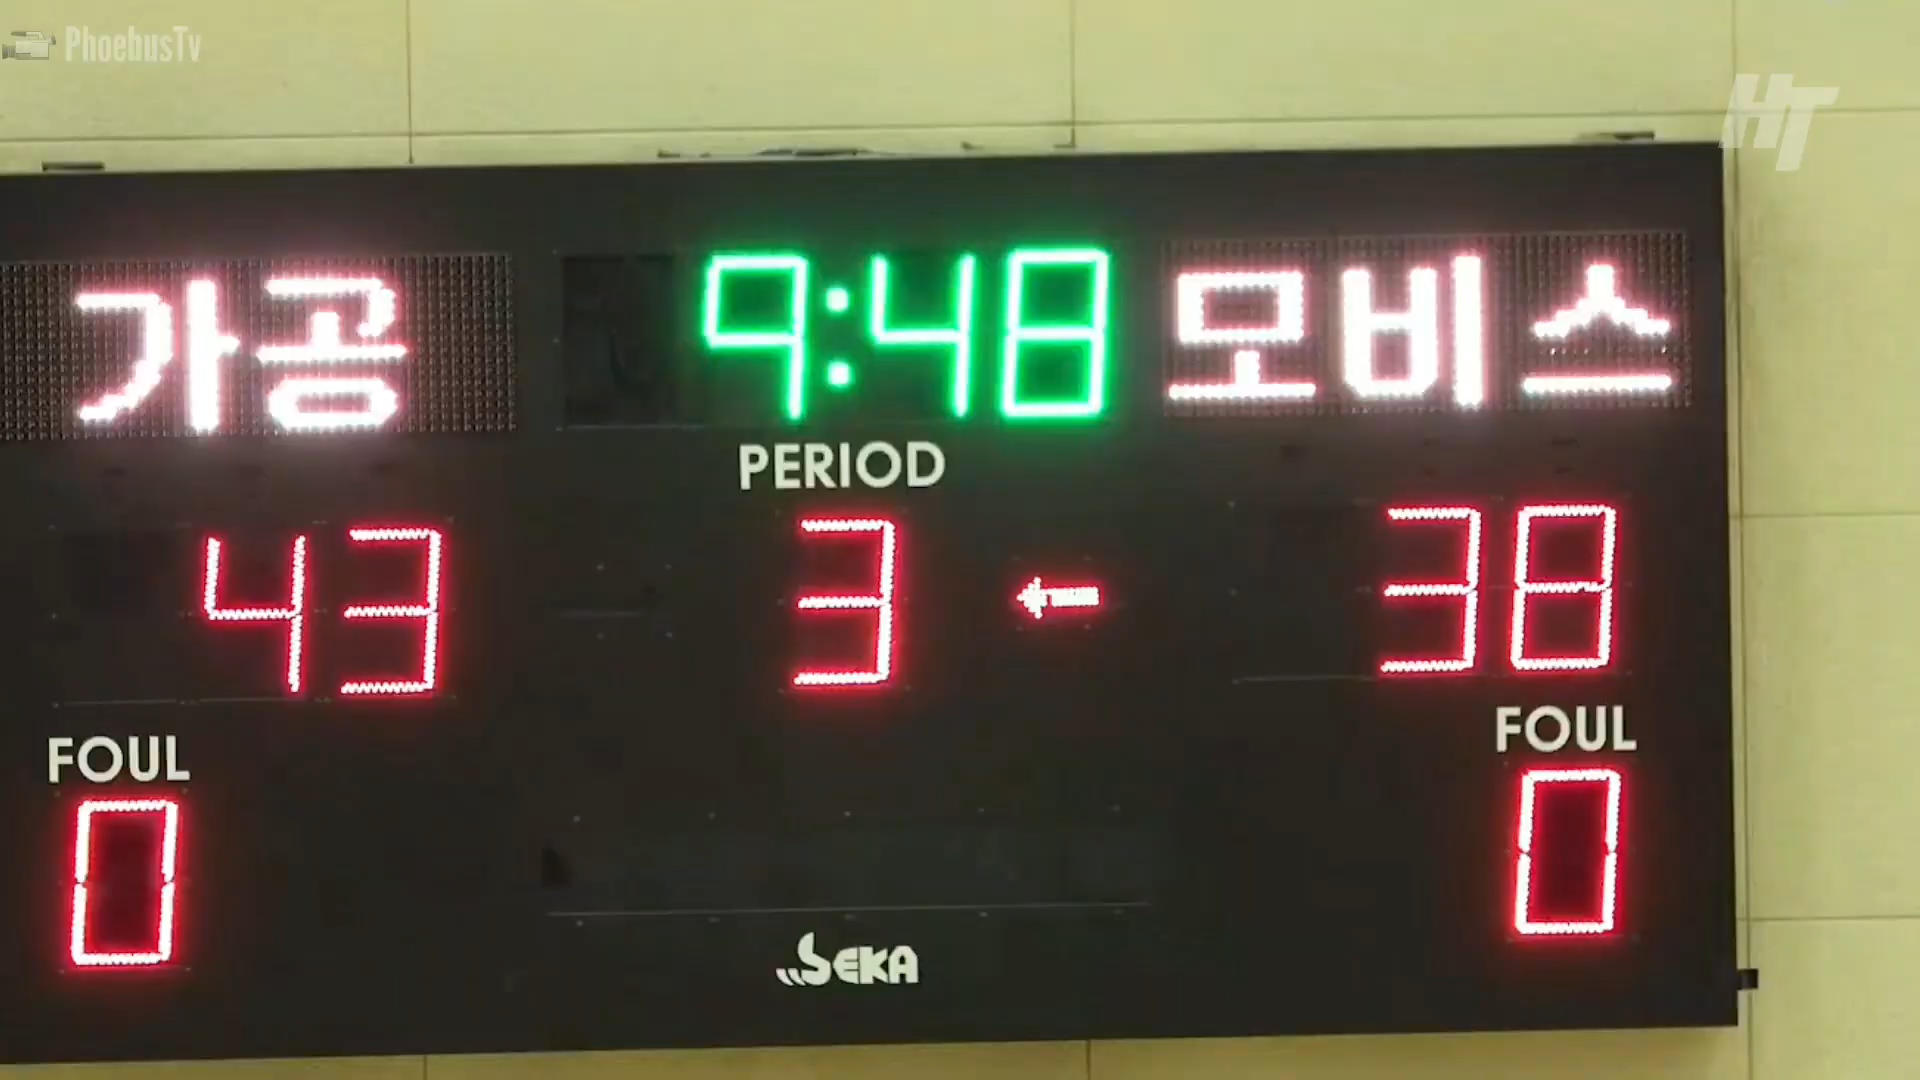 PhoebusTv
HT
가공 9:48 모비스
PERIOD
43 3 38
FOUL FOUL
0 0
SEKA